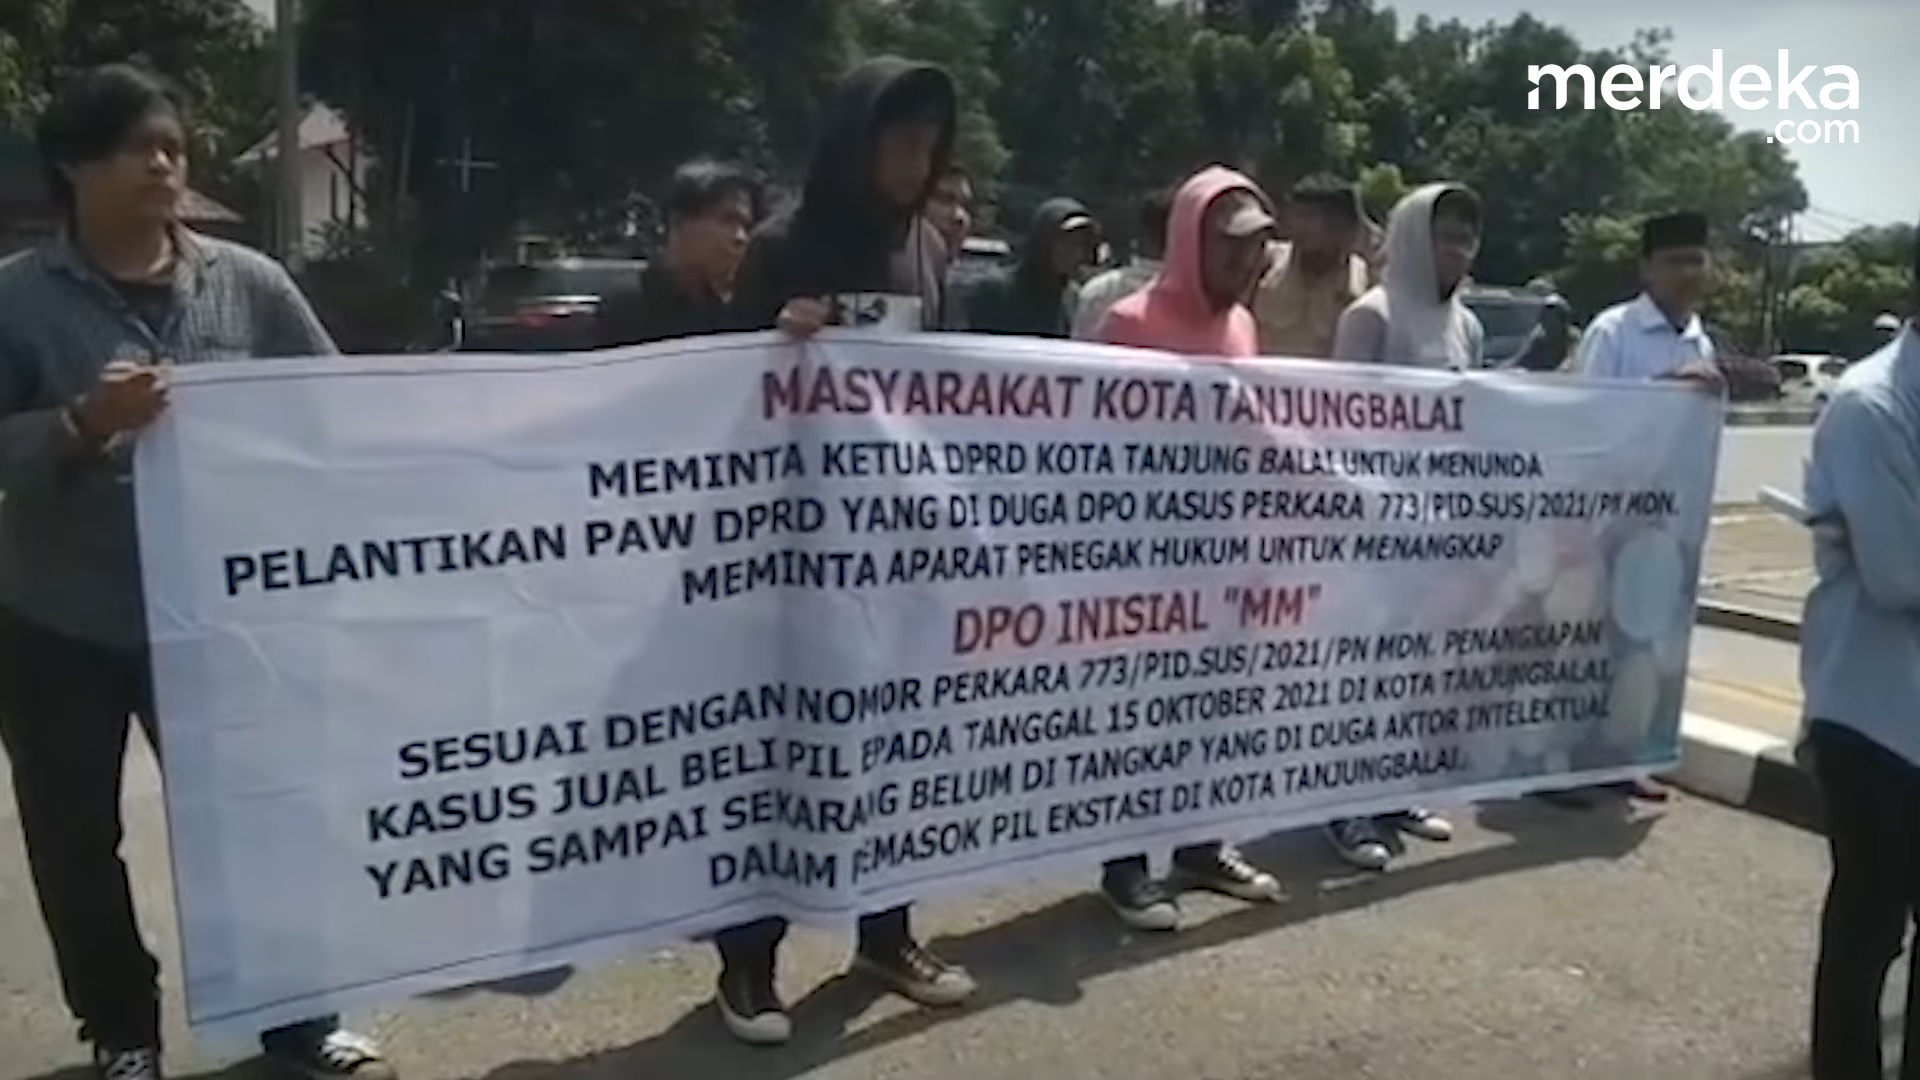 merdeka
.com
MASYARAKAT KOTA TANJUNGBALAI
MEMINTA KETUA DPRD KOTA TANJUNG BALAI UNTUK MENUNDA
PELANTIKAN PAW DPRD YANG DI DUGA DPO KASUS PERKARA 773/PID.SUS/2021/PN MDN.
MEMINTA APARAT PENEGAK HUKUM UNTUK MENANGKAP
DPO INISIAL "MM"
SESUAI DENGAN NOMOR PERKARA 773/PID.SUS/2021/PN MDN. PENANGKAPAN
KASUS JUAL BELI PIL EPADA TANGGAL 15 OKTOBER 2021 DI KOTA TANJUNGBALAI,
YANG SAMPAI SEKARANG BELUM DI TANGKAP YANG DI DUGA AKTOR INTELEKTUAL
DALAM PEMASOK PIL EKSTASI DI KOTA TANJUNGBALAI.